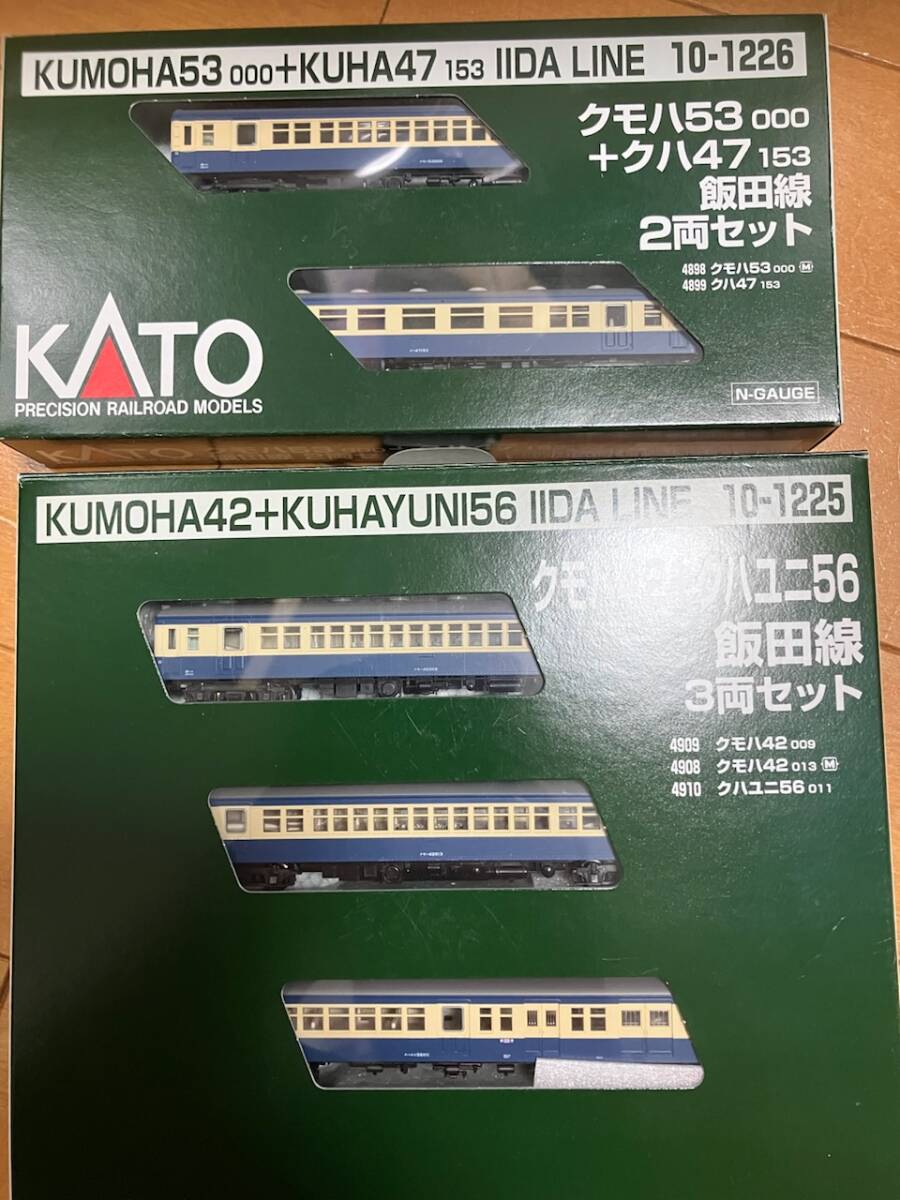 KUMOHA53 000+KUHA47 153 IIDA LINE 10-1226
クモハ53 000
+クハ47 153
飯田線
2両セット
4898 クモハ53 000 M
4899 クハ47 153
KATO
PRECISION RAILROAD MODELS
N-GAUGE
KATO
KUMOHA42+KUHAYUNI56 IIDA LINE 10-1225
ハユニ56
飯田線
3両セット
4909 クモハ42 009
4908 クモハ42 013 M
4910 クハユニ56 011